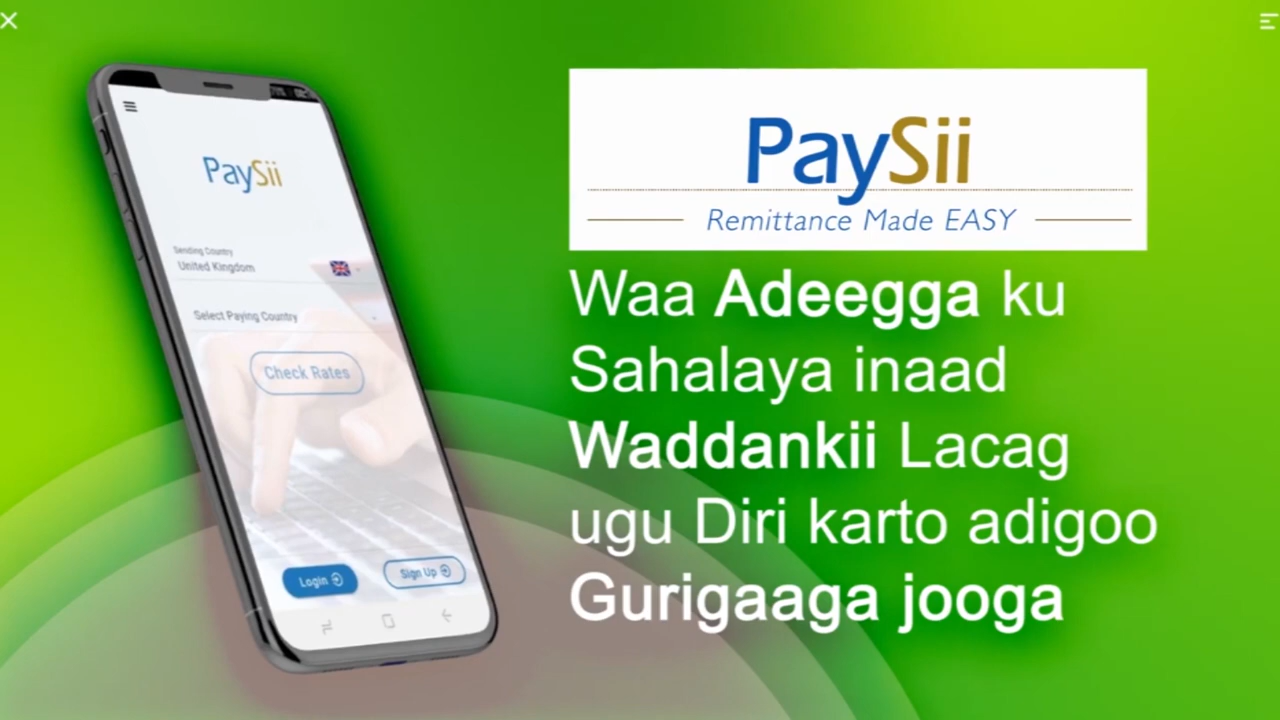 PaySii
Sending Country
United Kingdom
Select Paying Country
Check Rates
Login
Sign Up
PaySii
Remittance Made EASY
Waa Adeegga ku
Sahalaya inaad
Waddankii Lacag
ugu Diri karto adigoo
Gurigaaga jooga